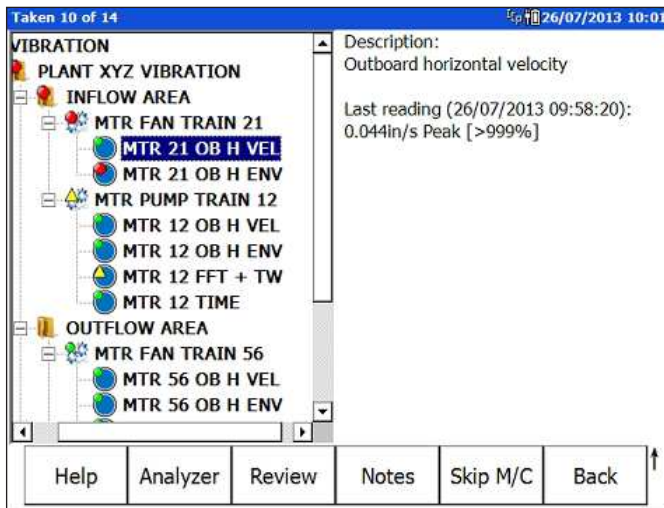 Taken 10 of 14
26/07/2013 10:01
VIBRATION
PLANT XYZ VIBRATION
INFLOW AREA
MTR FAN TRAIN 21
MTR 21 OB H VEL
MTR 21 OB H ENV
MTR PUMP TRAIN 12
MTR 12 OB H VEL
MTR 12 OB H ENV
MTR 12 FFT + TW
MTR 12 TIME
OUTFLOW AREA
MTR FAN TRAIN 56
MTR 56 OB H VEL
MTR 56 OB H ENV
Description:
Outboard horizontal velocity
Last reading (26/07/2013 09:58:20):
0.044in/s Peak [>999%]
Help
Analyzer
Review
Notes
Skip M/C
Back